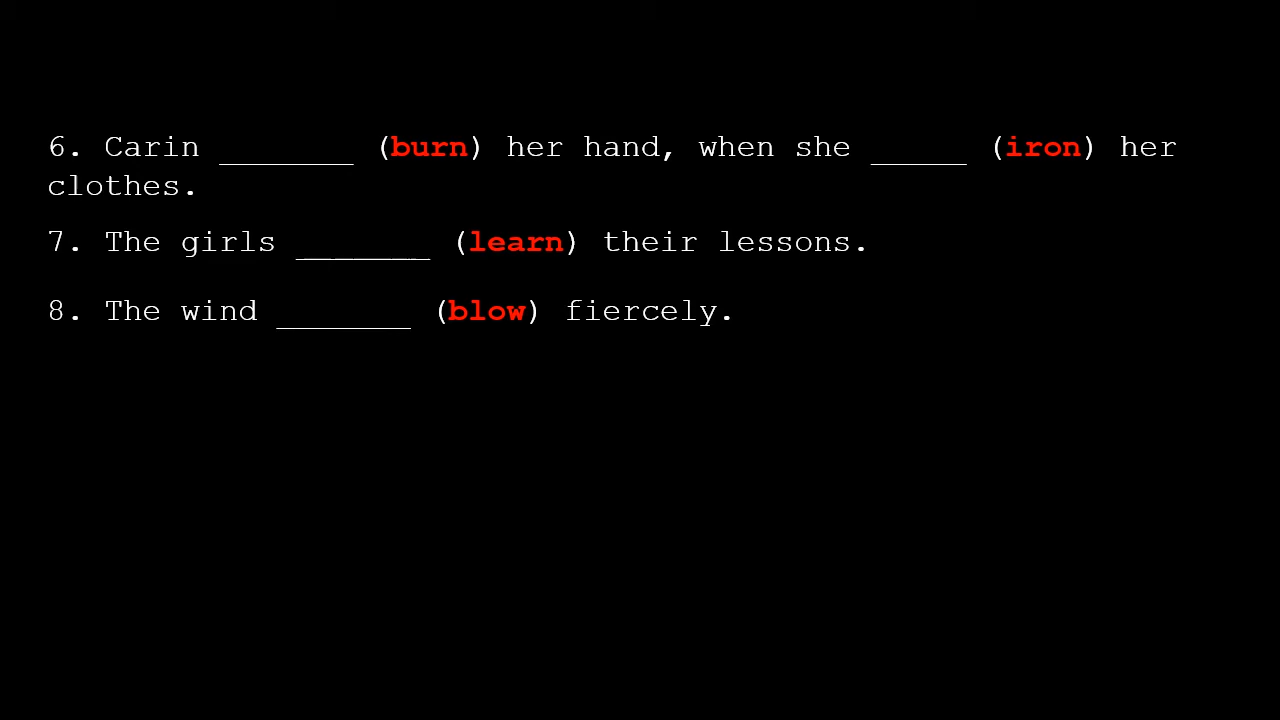 6. Carin _______ (burn) her hand, when she _____ (iron) her
clothes.
7. The girls _______ (learn) their lessons.
8. The wind _______ (blow) fiercely.